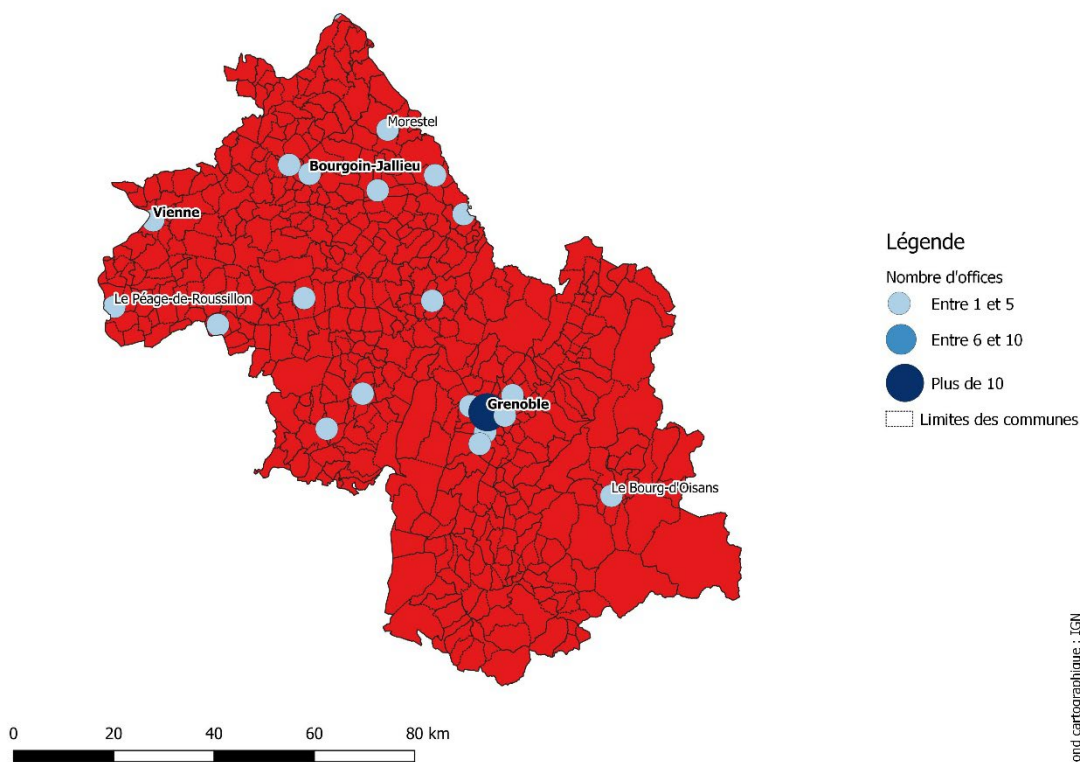 Morestel
Bourgoin-Jallieu
Vienne
Le Péage-de-Roussillon
Grenoble
Le Bourg-d'Oisans
Légende
Nombre d'offices
Entre 1 et 5
Entre 6 et 10
Plus de 10
Limites des communes
0 20 40 60 80 km
ond cartographique : IGN